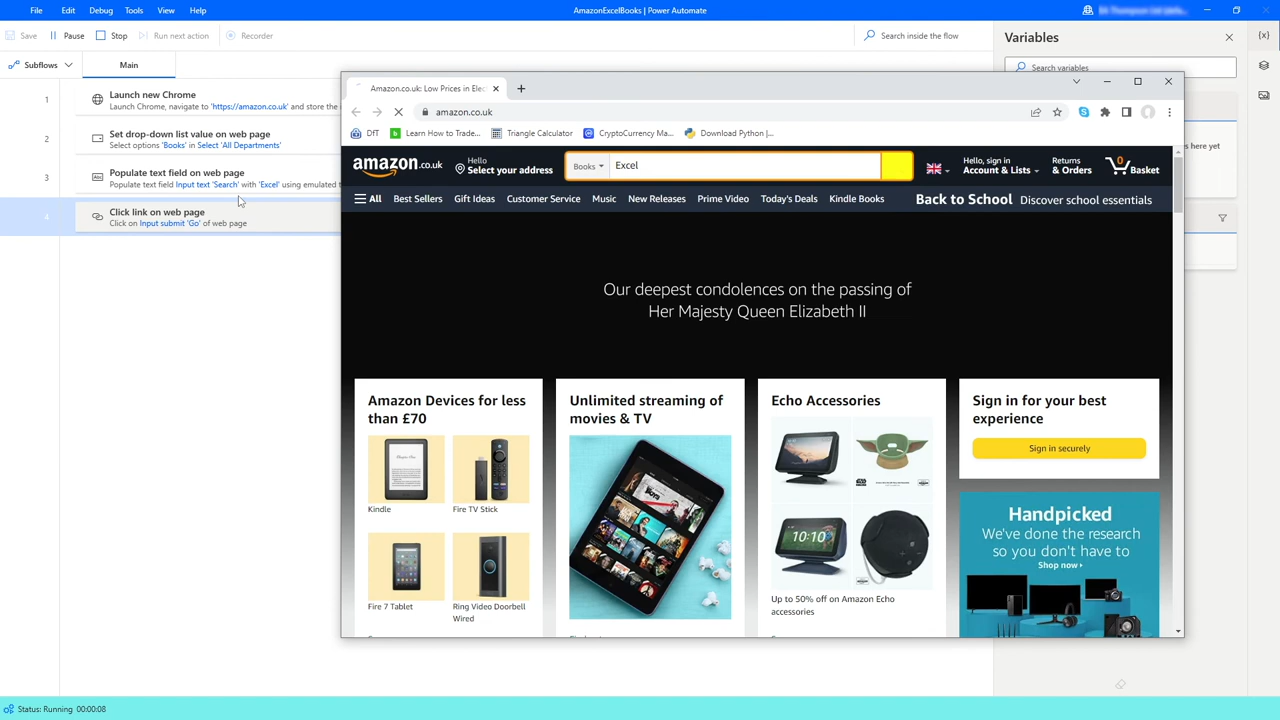 File Edit Debug Tools View Help
AmazonExcelBooks | Power Automate
Save Pause Stop Run next action Recorder
Search inside the flow
Variables
{x}
Subflows Main
Search variables
1
Launch new Chrome
Launch Chrome, navigate to 'https://amazon.co.uk' and store the
2
Set drop-down list value on web page
Select options 'Books' in Select 'All Departments'
3
Populate text field on web page
Populate text field Input text 'Search' with 'Excel' using emulated t
4
Click link on web page
Click on Input submit 'Go' of web page
s here yet
Amazon.co.uk: Low Prices in Elec
amazon.co.uk
DfT Learn How to Trade... Triangle Calculator CryptoCurrency Ma... Download Python |...
amazon.co.uk
Hello
Select your address
Books Excel
Hello, sign in
Account & Lists
Returns
& Orders
0
Basket
All Best Sellers Gift Ideas Customer Service Music New Releases Prime Video Today's Deals Kindle Books
Back to School Discover school essentials
Our deepest condolences on the passing of
Her Majesty Queen Elizabeth II
Amazon Devices for less
than £70
Kindle
Fire TV Stick
Fire 7 Tablet
Ring Video Doorbell
Wired
Unlimited streaming of
movies & TV
Echo Accessories
10:10
Up to 50% off on Amazon Echo
accessories
Sign in for your best
experience
Sign in securely
Handpicked
We've done the research
so you don't have to
Shop now
Status: Running 00:00:08